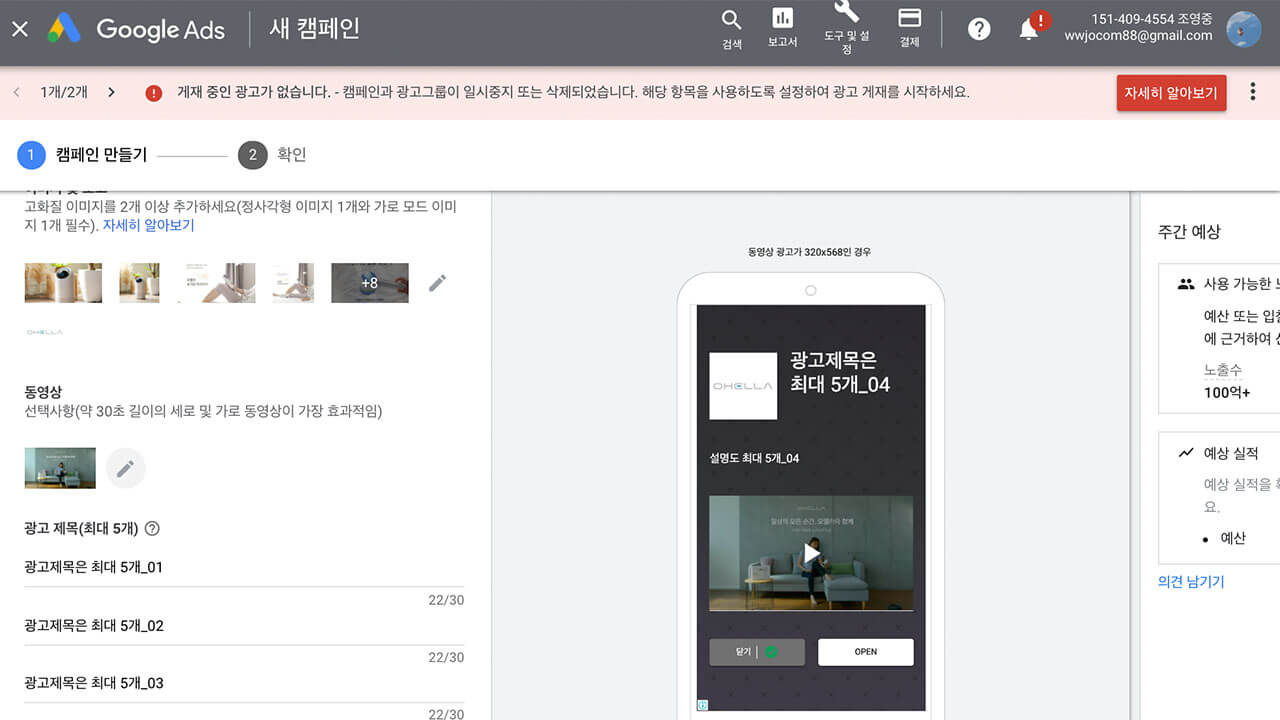 Google Ads
새 캠페인
검색
보고서
도구 및 설
정
결제
151-409-4554 조영중
wwjocom88@gmail.com
1개/2개
게재 중인 광고가 없습니다. - 캠페인과 광고그룹이 일시중지 또는 삭제되었습니다. 해당 항목을 사용하도록 설정하여 광고 게재를 시작하세요.
자세히 알아보기
1 캠페인 만들기
2 확인
고화질 이미지를 2개 이상 추가하세요(정사각형 이미지 1개와 가로 모드 이미
지 1개 필수). 자세히 알아보기
+8
OHELLA
동영상
선택사항(약 30초 길이의 세로 및 가로 동영상이 가장 효과적임)
광고 제목(최대 5개)
광고제목은 최대 5개_01
22/30
광고제목은 최대 5개_02
22/30
광고제목은 최대 5개_03
22/30
동영상 광고가 320x568인 경우
OHELLA
광고제목은
최대 5개_04
설명도 최대 5개_04
OHELLA
일상의 모든 순간, 오엘라와 함께
닫기
OPEN
주간 예상
사용 가능한
예산 또는 입찰
에 근거하여
노출수
100억+
예상 실적
예상 실적을
요.
예산
의견 남기기